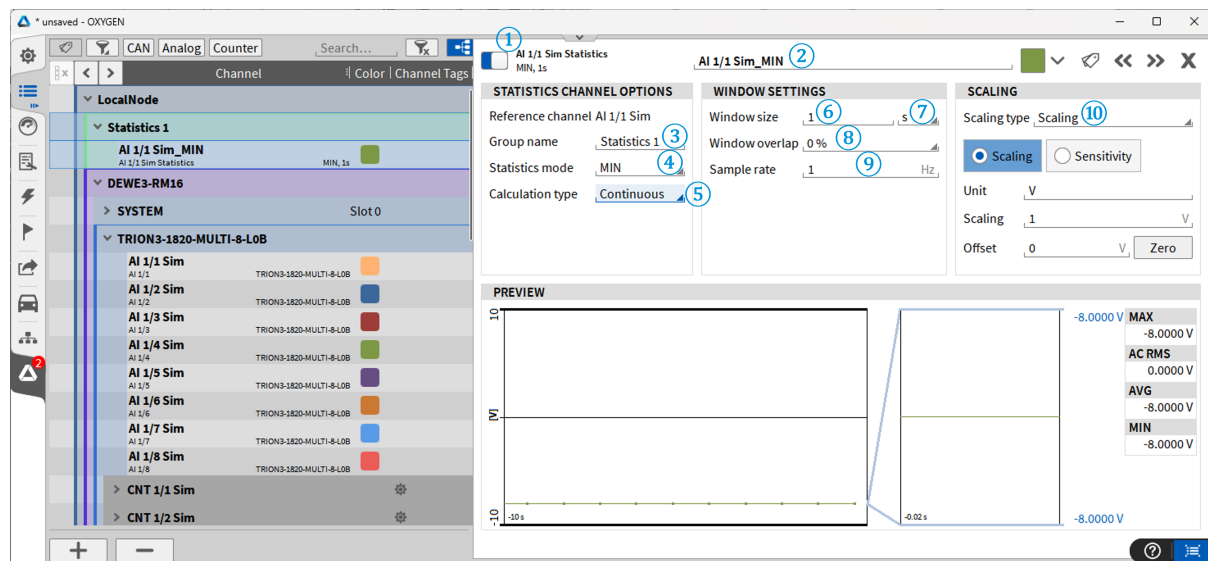 * unsaved - OXYGEN
CAN Analog Counter Search...
Channel Color Channel Tags
LocalNode
Statistics 1
AI 1/1 Sim_MIN
AI 1/1 Sim Statistics MIN, 1s
DEWE3-RM16
SYSTEM Slot 0
TRION3-1820-MULTI-8-L0B
AI 1/1 Sim
AI 1/1 TRION3-1820-MULTI-8-L0B
AI 1/2 Sim
AI 1/2 TRION3-1820-MULTI-8-L0B
AI 1/3 Sim
AI 1/3 TRION3-1820-MULTI-8-L0B
AI 1/4 Sim
AI 1/4 TRION3-1820-MULTI-8-L0B
AI 1/5 Sim
AI 1/5 TRION3-1820-MULTI-8-L0B
AI 1/6 Sim
AI 1/6 TRION3-1820-MULTI-8-L0B
AI 1/7 Sim
AI 1/7 TRION3-1820-MULTI-8-L0B
AI 1/8 Sim
AI 1/8 TRION3-1820-MULTI-8-L0B
CNT 1/1 Sim
CNT 1/2 Sim
2
1
AI 1/1 Sim Statistics
MIN, 1s
AI 1/1 Sim_MIN 2
STATISTICS CHANNEL OPTIONS
Reference channel AI 1/1 Sim
Group name Statistics 1 3
Statistics mode MIN 4
Calculation type Continuous 5
WINDOW SETTINGS
Window size 1 6 s 7
Window overlap 0 % 8
Sample rate 1 9 Hz
SCALING
Scaling type Scaling 10
Scaling Sensitivity
Unit V
Scaling 1 V
Offset 0 V Zero
PREVIEW
10
[V]
-10
-10 s
-0.02 s
-8.0000 V
-8.0000 V
MAX
-8.0000 V
AC RMS
0.0000 V
AVG
-8.0000 V
MIN
-8.0000 V